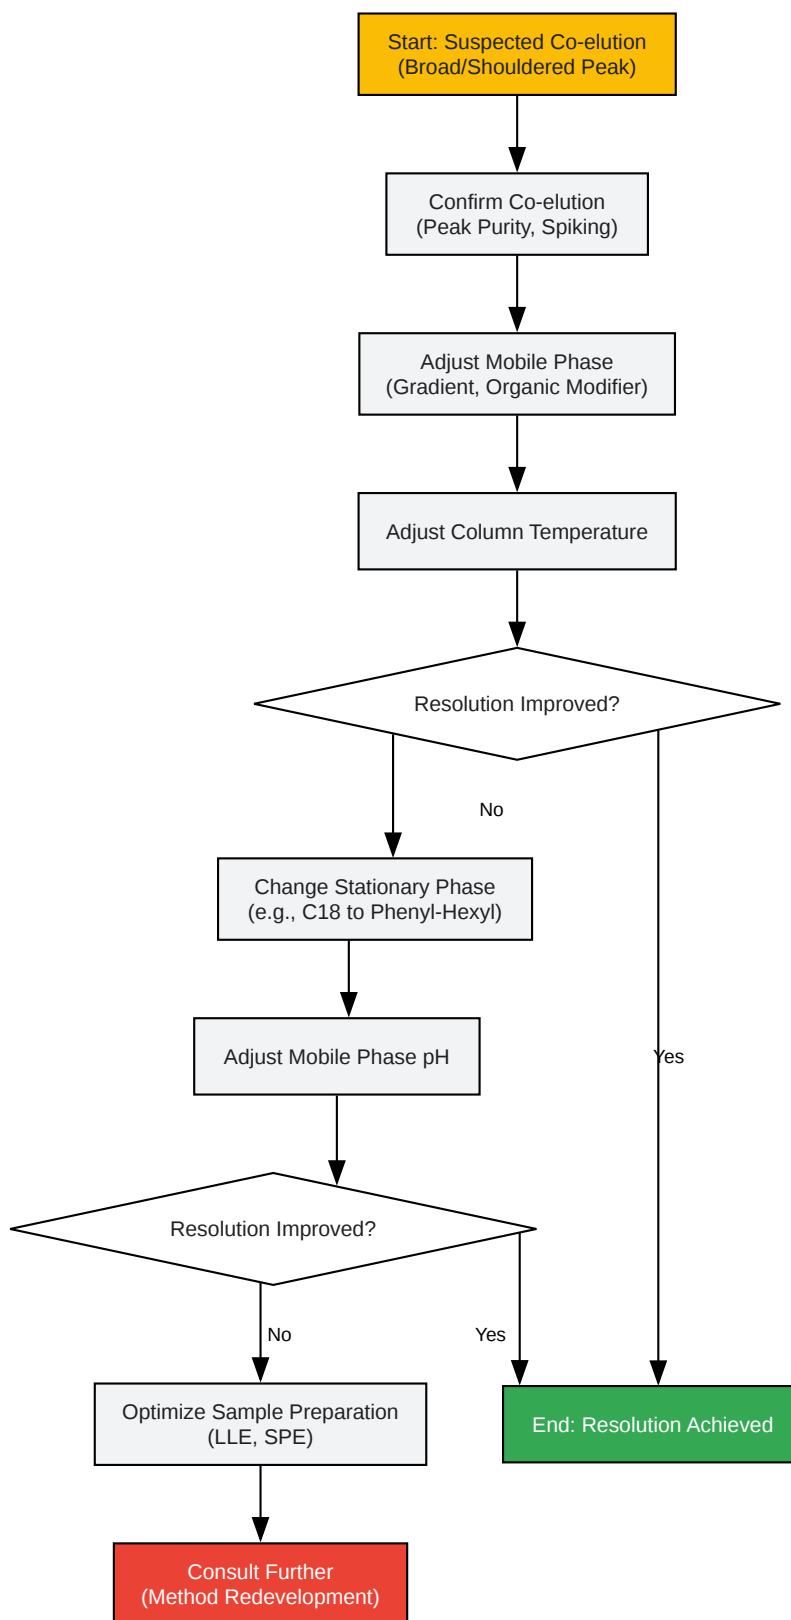 Start: Suspected Co-elution
(Broad/Shouldered Peak)
Confirm Co-elution
(Peak Purity, Spiking)
Adjust Mobile Phase
(Gradient, Organic Modifier)
Adjust Column Temperature
Resolution Improved?
No
Change Stationary Phase
(e.g., C18 to Phenyl-Hexyl)
Adjust Mobile Phase pH
Yes
Resolution Improved?
No
Yes
Optimize Sample Preparation
(LLE, SPE)
End: Resolution Achieved
Consult Further
(Method Redevelopment)